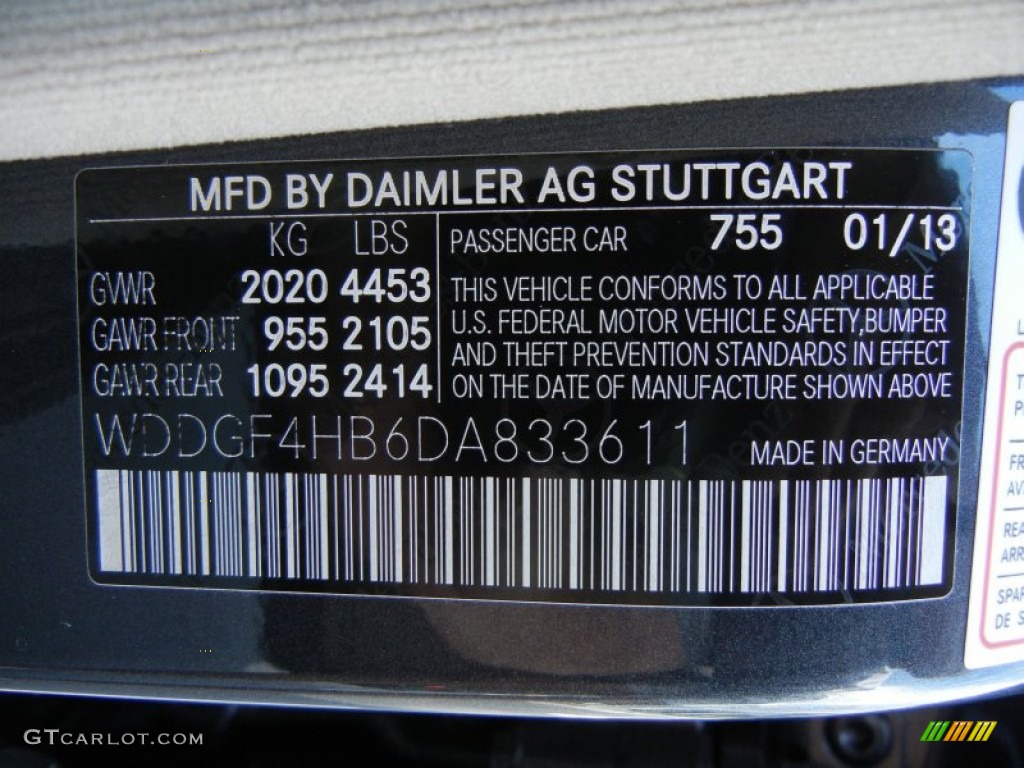 MFD BY DAIMLER AG STUTTGART
KG LBS
GVWR 2020 4453
GAWR FRONT 955 2105
GAWR REAR 1095 2414
PASSENGER CAR 755 01/13
THIS VEHICLE CONFORMS TO ALL APPLICABLE
U.S. FEDERAL MOTOR VEHICLE SAFETY,BUMPER
AND THEFT PREVENTION STANDARDS IN EFFECT
ON THE DATE OF MANUFACTURE SHOWN ABOVE
WDDGF4HB6DA833611
MADE IN GERMANY
GTCARLOT.COM